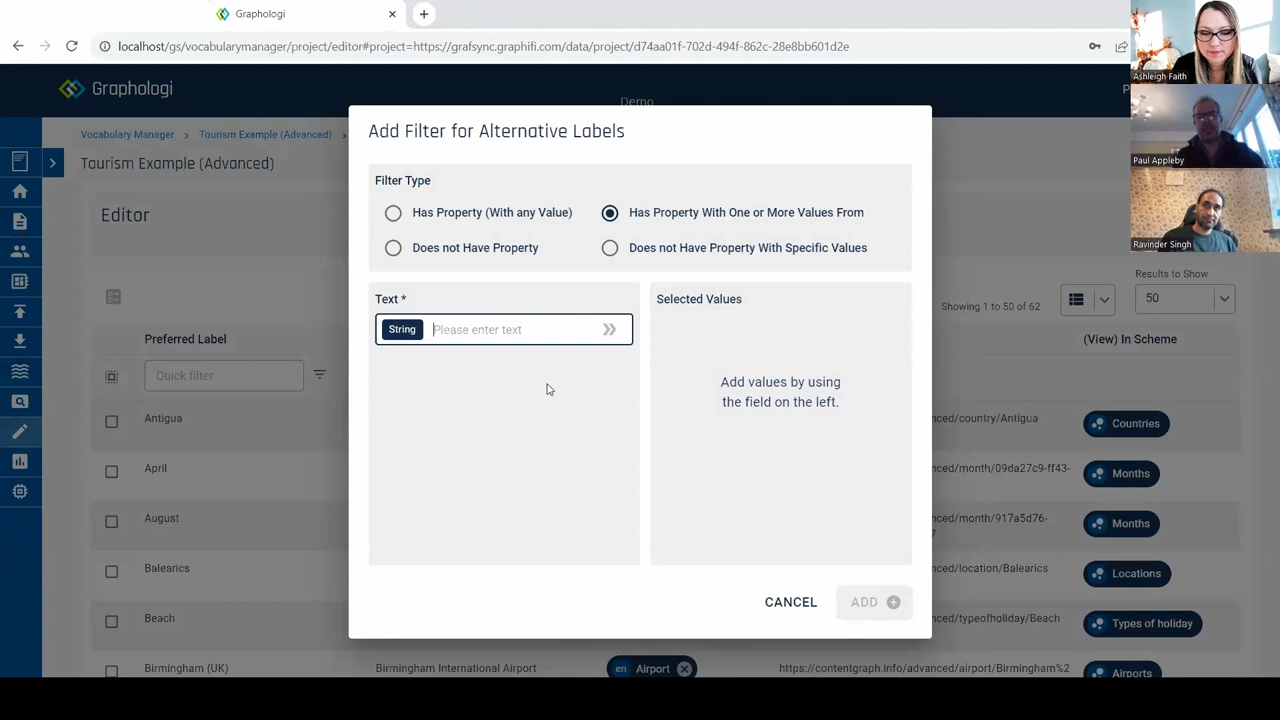 Graphologi
localhost/gs/vocabularymanager/project/editor#project=https://grafsync.graphifi.com/data/project/d74aa01f-702d-494f-862c-28e8bb601d2e
Ashleigh Faith
Paul Appleby
Ravinder Singh
Graphologi
Demo
P
Vocabulary Manager > Tourism Example (Advanced) >
Tourism Example (Advanced)
Editor
Add Filter for Alternative Labels
Filter Type
Has Property (With any Value)
Has Property With One or More Values From
Does not Have Property
Does not Have Property With Specific Values
Text *
String Please enter text
Selected Values
Add values by using
the field on the left.
CANCEL
ADD
Results to Show
Showing 1 to 50 of 62
50
Preferred Label
(View) In Scheme
Quick filter
Antigua
anced/country/Antigua
Countries
April
anced/month/09da27c9-ff43-
Months
August
anced/month/917a5d76-
7
Months
Balearics
anced/location/Balearics
Locations
Beach
anced/typeofholiday/Beach
Types of holiday
Birmingham (UK)
Birmingham International Airport
en Airport
https://contentgraph.info/advanced/airport/Birmingham%2
Airports